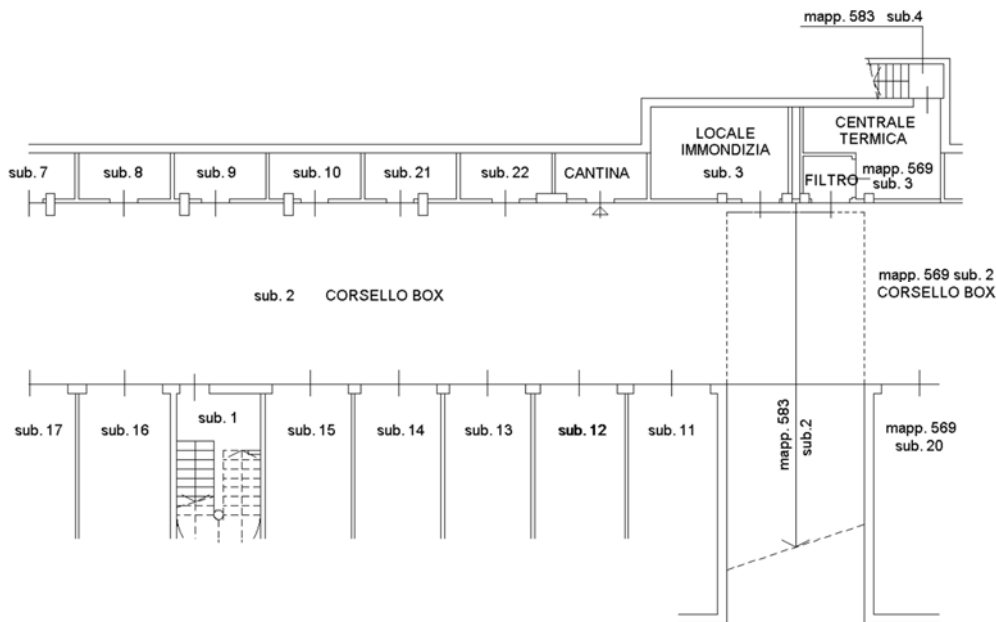 mapp. 583 sub.4
CENTRALE
TERMICA
LOCALE
IMMONDIZIA
sub. 3
sub. 7
sub. 8
sub. 9
sub. 10
sub. 21
sub. 22
CANTINA
FILTRO
mapp. 569
sub. 3
sub. 2 CORSELLO BOX
mapp. 569 sub. 2
CORSELLO BOX
sub. 17
sub. 16
sub. 1
sub. 15
sub. 14
sub. 13
sub. 12
sub. 11
mapp. 583
sub.2
mapp. 569
sub. 20